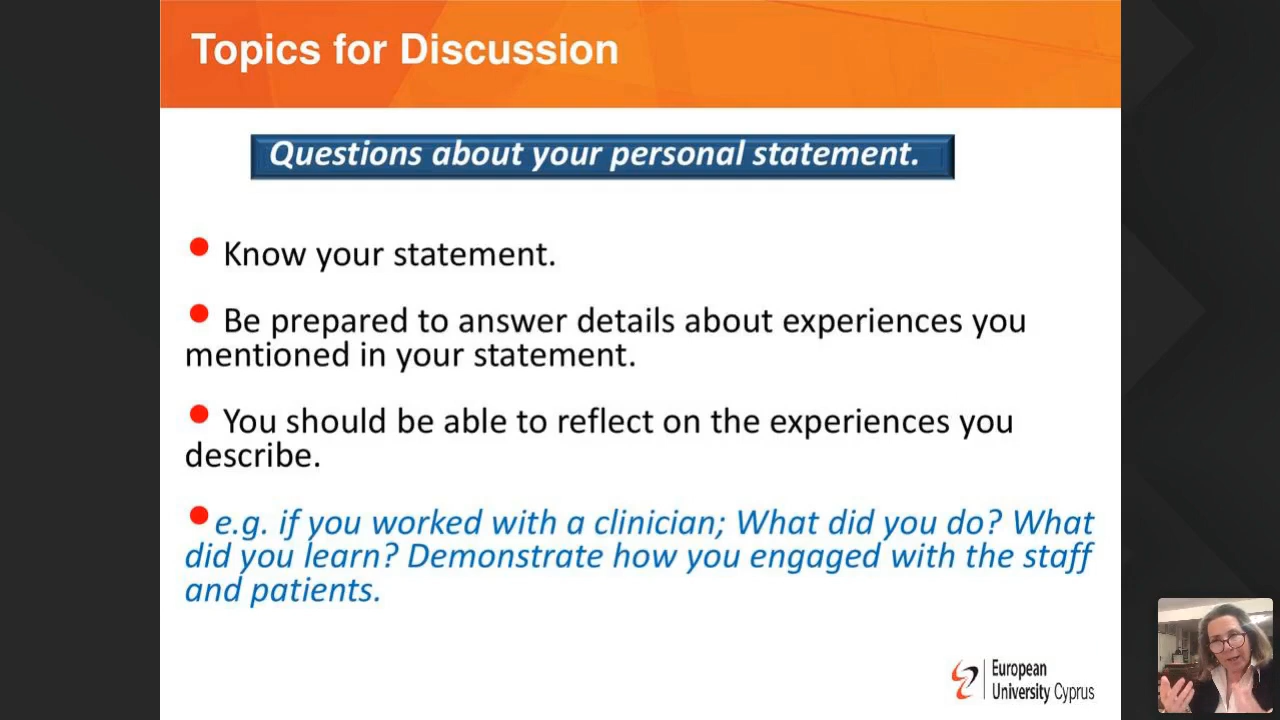 Topics for Discussion
Questions about your personal statement.
Know your statement.
Be prepared to answer details about experiences you
mentioned in your statement.
You should be able to reflect on the experiences you
describe.
e.g. if you worked with a clinician; What did you do? What
did you learn? Demonstrate how you engaged with the staff
and patients.
European
University Cyprus